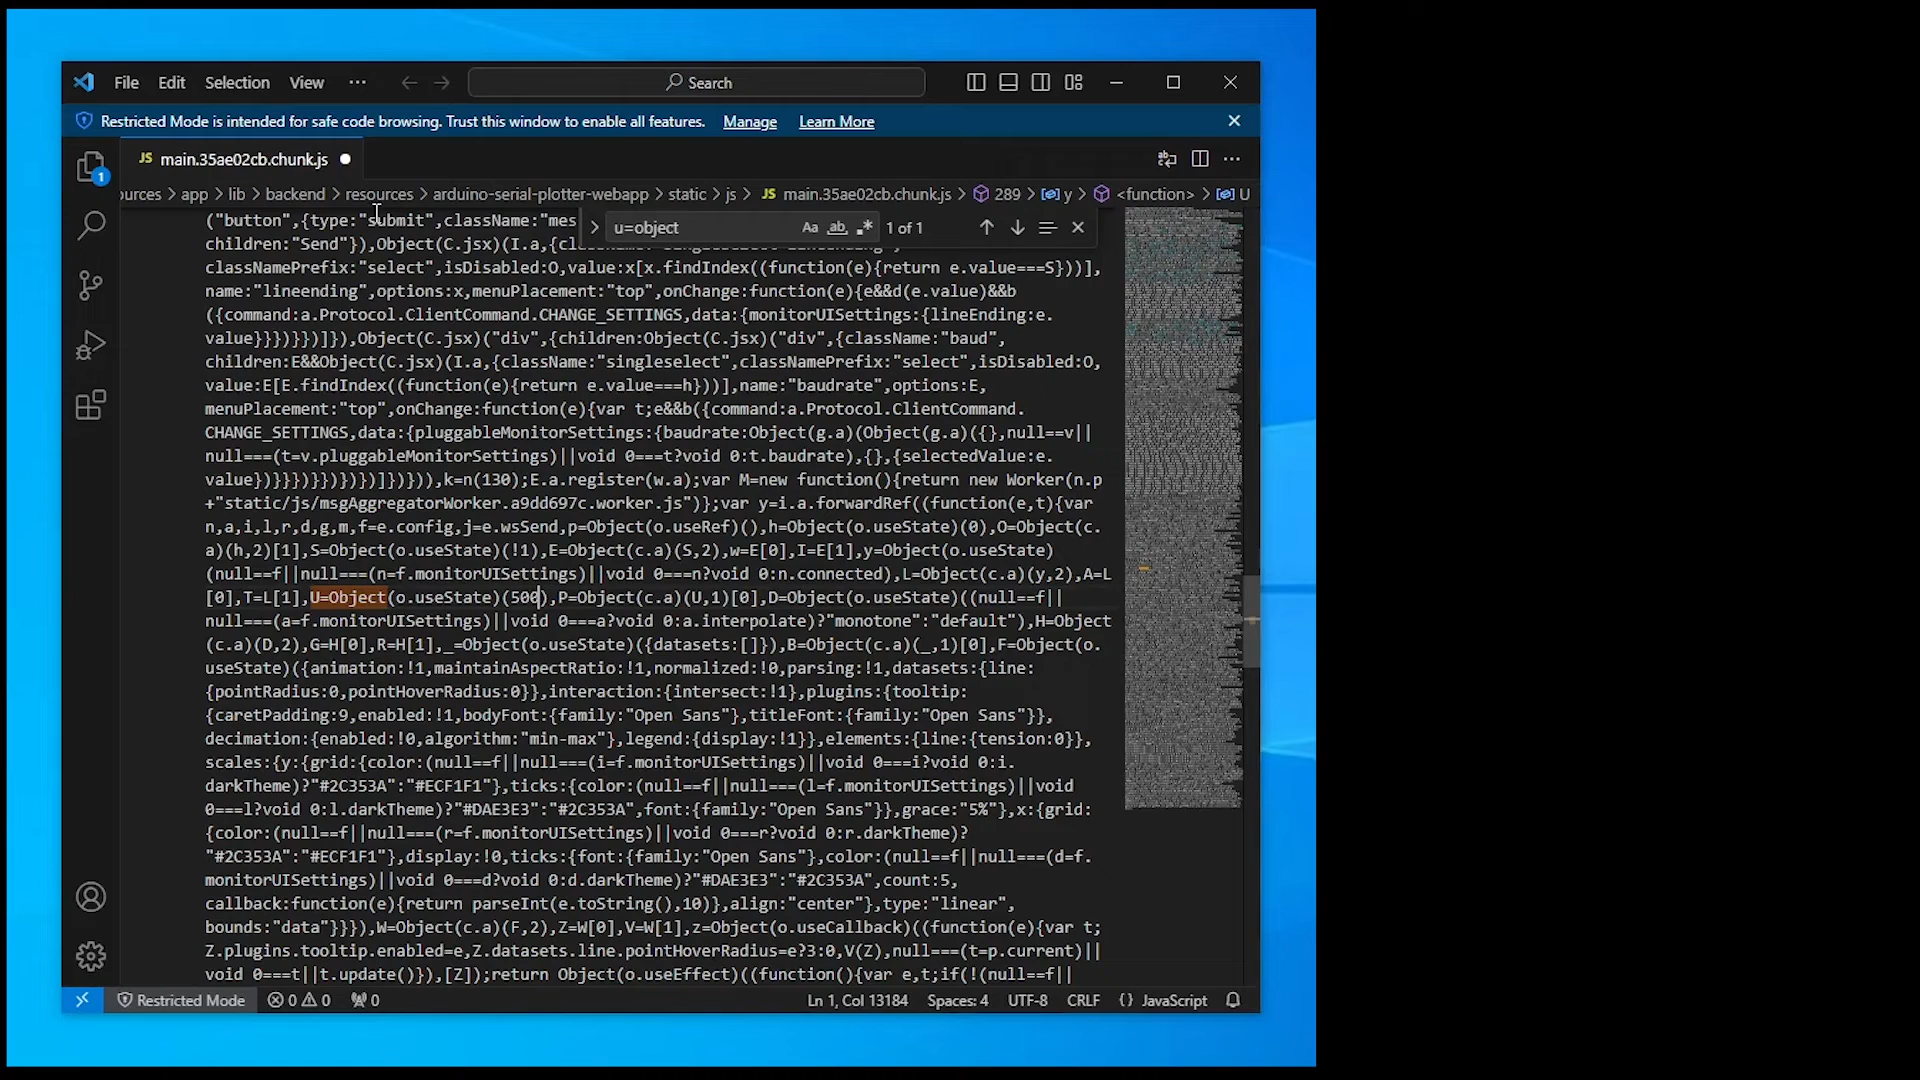 File Edit Selection View ··· Search
Restricted Mode is intended for safe code browsing. Trust this window to enable all features. Manage Learn More
1
JS main.35ae02cb.chunk.js
ources > app > lib > backend > resources > arduino-serial-plotter-webapp > static > js > JS main.35ae02cb.chunk.js > 289 > y > <function> > U
u=object Aa ab .* 1 of 1
("button",{type:"submit",className:"mes
children:"Send"}),Object(C.jsx)(I.a,{
classNamePrefix:"select",isDisabled:O,value:x[x.findIndex((function(e){return e.value===S}))],
name:"lineending",options:x,menuPlacement:"top",onChange:function(e){e&&d(e.value)&&b
({command:a.Protocol.ClientCommand.CHANGE_SETTINGS,data:{monitorUISettings:{lineEnding:e.
value}}})}})]}),Object(C.jsx)("div",{children:Object(C.jsx)("div",{className:"baud",
children:E&&Object(C.jsx)(I.a,{className:"singleselect",classNamePrefix:"select",isDisabled:O,
value:E[E.findIndex((function(e){return e.value===h}))],name:"baudrate",options:E,
menuPlacement:"top",onChange:function(e){var t;e&&b({command:a.Protocol.ClientCommand.
CHANGE_SETTINGS,data:{pluggableMonitorSettings:{baudrate:Object(g.a)(Object(g.a)({},null==v||
null===(t=v.pluggableMonitorSettings)||void 0===t?void 0:t.baudrate),{},{selectedValue:e.
value})}}})}})})})]})})),k=n(130);E.a.register(w.a);var M=new function(){return new Worker(n.p
+"static/js/msgAggregatorWorker.a9dd697c.worker.js")};var y=i.a.forwardRef((function(e,t){var
n,a,i,l,r,d,g,m,f=e.config,j=e.wsSend,p=Object(o.useRef)(),h=Object(o.useState)(0),O=Object(c.
a)(h,2)[1],S=Object(o.useState)(!1),E=Object(c.a)(S,2),w=E[0],I=E[1],y=Object(o.useState)
(null==f||null===(n=f.monitorUISettings)||void 0===n?void 0:n.connected),L=Object(c.a)(y,2),A=L
[0],T=L[1],U=Object(o.useState)(500),P=Object(c.a)(U,1)[0],D=Object(o.useState)((null==f||
null===(a=f.monitorUISettings)||void 0===a?void 0:a.interpolate)?"monotone":"default"),H=Object
(c.a)(D,2),G=H[0],R=H[1],_=Object(o.useState)({datasets:[]}),B=Object(c.a)(_,1)[0],F=Object(o.
useState)({animation:!1,maintainAspectRatio:!1,normalized:!0,parsing:!1,datasets:{line:
{pointRadius:0,pointHoverRadius:0}},interaction:{intersect:!1},plugins:{tooltip:
{caretPadding:9,enabled:!1,bodyFont:{family:"Open Sans"},titleFont:{family:"Open Sans"}},
decimation:{enabled:!0,algorithm:"min-max"},legend:{display:!1}},elements:{line:{tension:0}},
scales:{y:{grid:{color:(null==f||null===(i=f.monitorUISettings)||void 0===i?void 0:i.
darkTheme)?"#2C353A":"#ECF1F1"},ticks:{color:(null==f||null===(l=f.monitorUISettings)||void
0===l?void 0:l.darkTheme)?"#DAE3E3":"#2C353A",font:{family:"Open Sans"}},grace:"5%"},x:{grid:
{color:(null==f||null===(r=f.monitorUISettings)||void 0===r?void 0:r.darkTheme)?
"#2C353A":"#ECF1F1"},display:!0,ticks:{font:{family:"Open Sans"},color:(null==f||null===(d=f.
monitorUISettings)||void 0===d?void 0:d.darkTheme)?"#DAE3E3":"#2C353A",count:5,
callback:function(e){return parseInt(e.toString(),10)},align:"center"},type:"linear",
bounds:"data"}}}),W=Object(c.a)(F,2),Z=W[0],V=W[1],z=Object(o.useCallback)((function(e){var t;
Z.plugins.tooltip.enabled=e,Z.datasets.line.pointHoverRadius=e?3:0,V(Z),null===(t=p.current)||
void 0===t||t.update()}),[Z]);return Object(o.useEffect)((function(){var e,t;if(!(null==f||
Restricted Mode 0 0 0 Ln 1, Col 13184 Spaces: 4 UTF-8 CRLF {} JavaScript